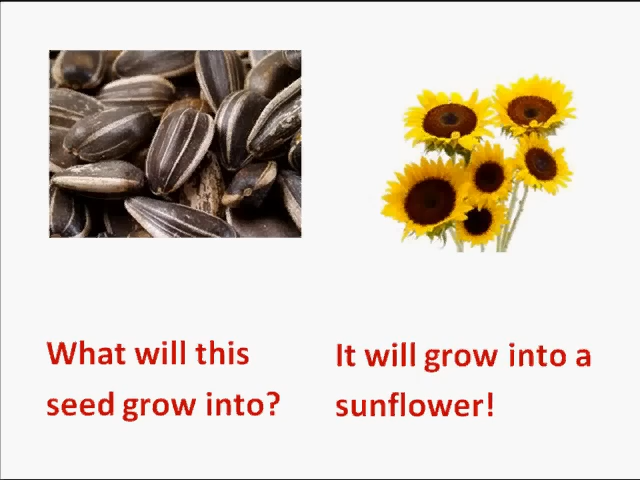 What will this
seed grow into?
It will grow into a
sunflower!